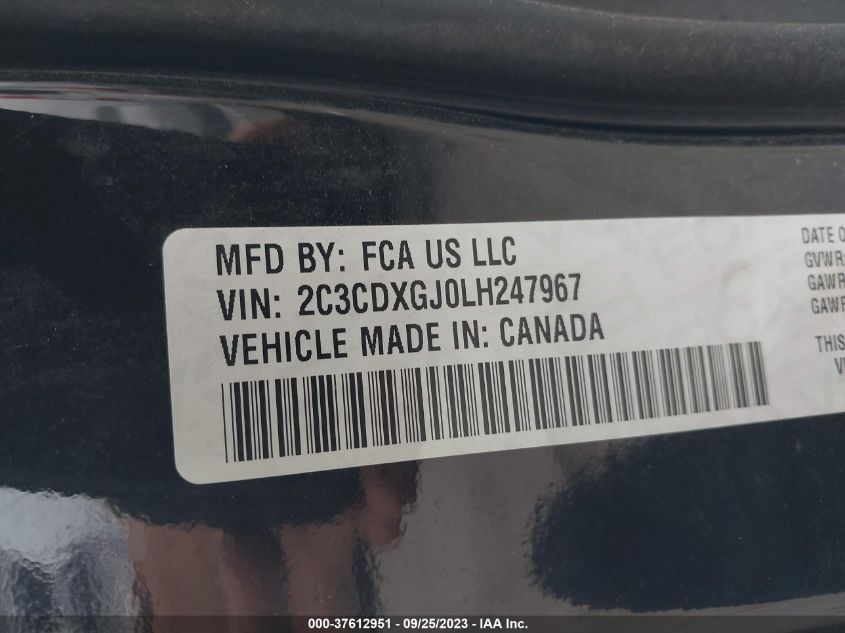 MFD BY: FCA US LLC
VIN: 2C3CDXGJ0LH247967
VEHICLE MADE IN: CANADA
DATE O
GVWR:
GAWR
GAWR
THIS
000-37612951 - 09/25/2023 - IAA Inc.